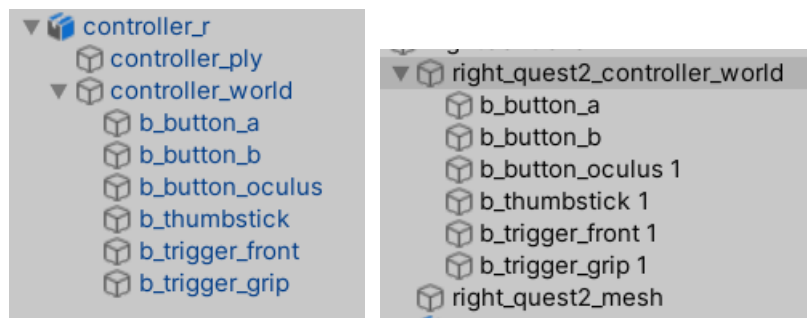 controller_r
controller_ply
controller_world
b_button_a
b_button_b
b_button_oculus
b_thumbstick
b_trigger_front
b_trigger_grip
right_quest2_controller_world
b_button_a
b_button_b
b_button_oculus 1
b_thumbstick 1
b_trigger_front 1
b_trigger_grip 1
right_quest2_mesh